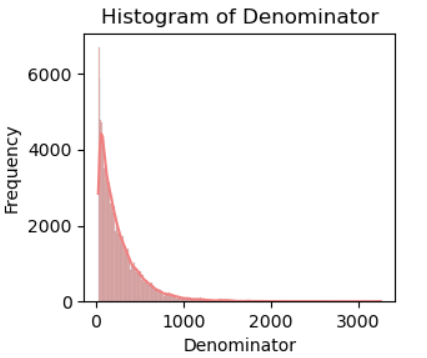 Histogram of Denominator
6000
4000
2000
0
Frequency
0 1000 2000 3000
Denominator